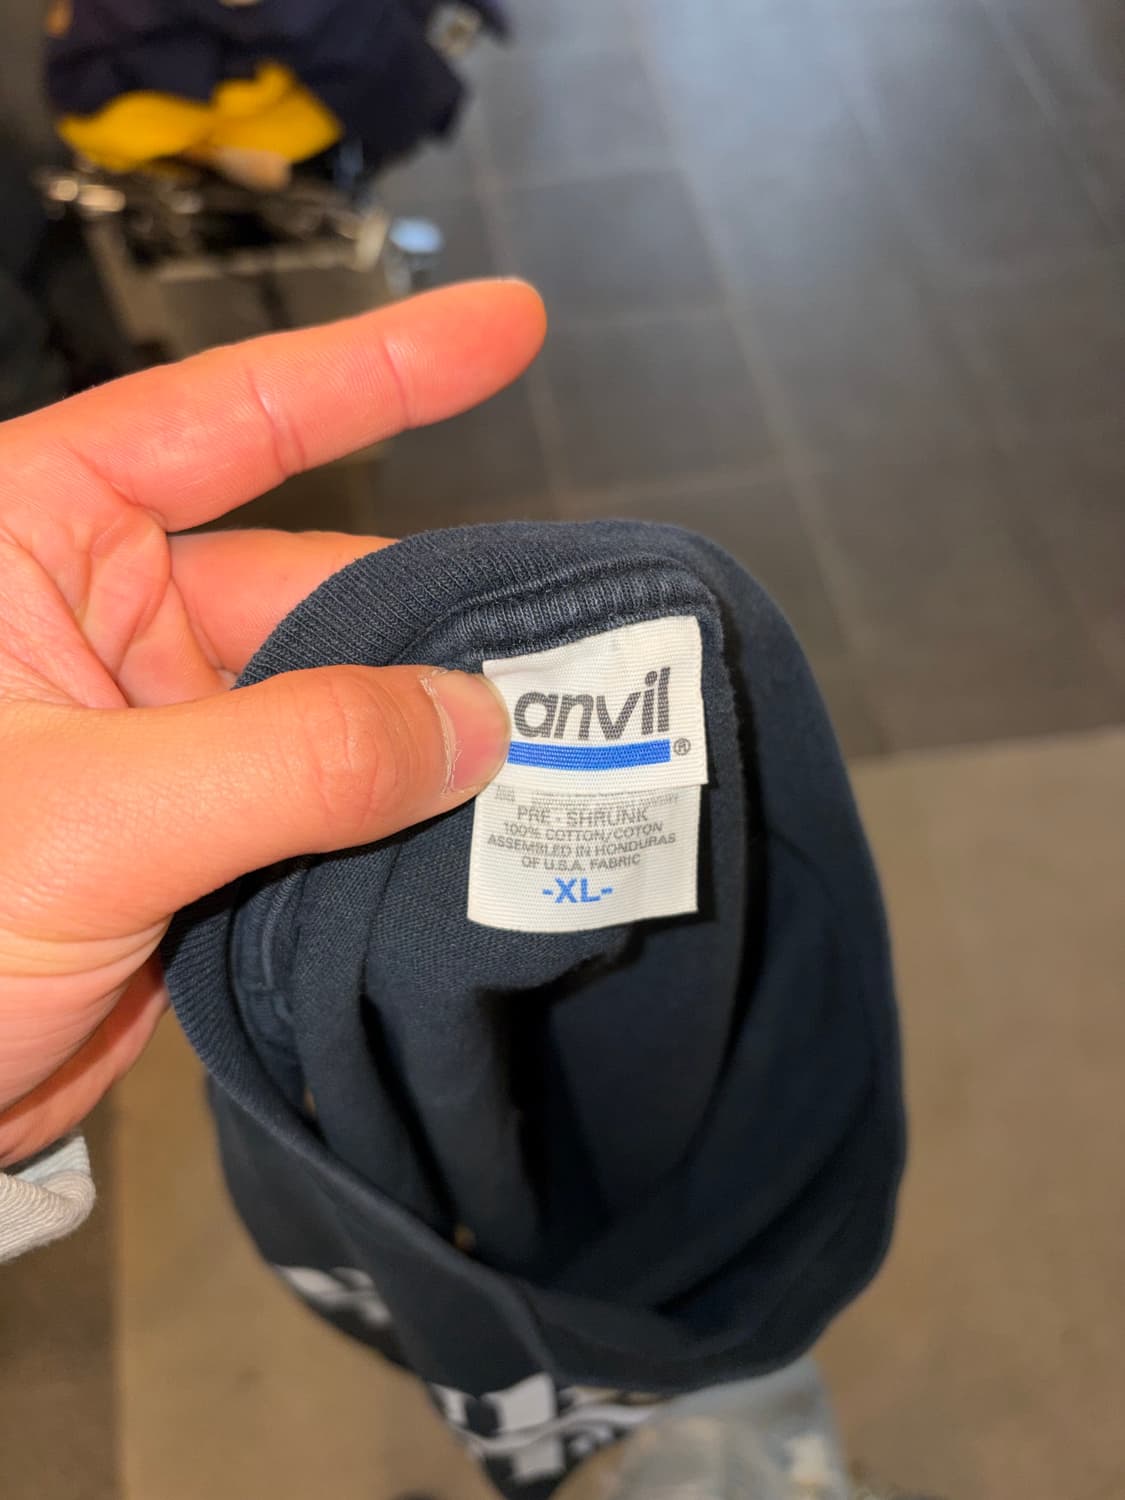 anvil
®
PRE - SHRUNK
100% COTTON/COTON
ASSEMBLED IN HONDURAS
OF U.S.A. FABRIC
-XL-